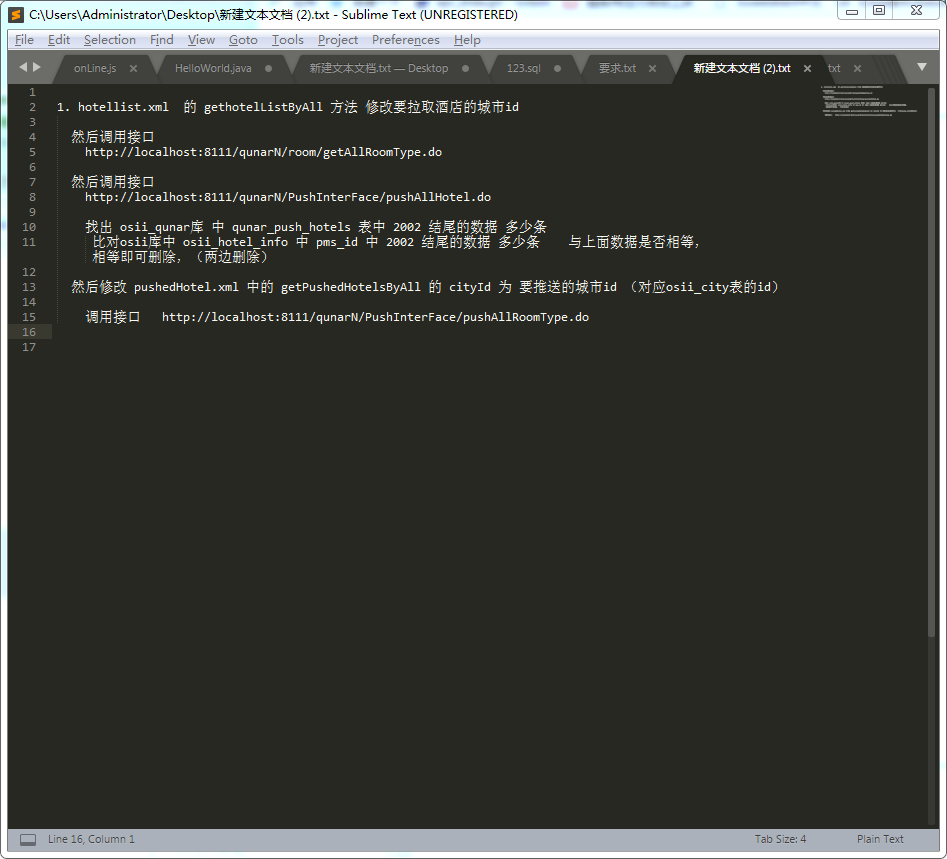 C:\Users\Administrator\Desktop\新建文本文档 (2).txt - Sublime Text (UNREGISTERED)
File Edit Selection Find View Goto Tools Project Preferences Help
onLine.js HelloWorld.java 新建文本文档.txt — Desktop 123.sql 要求.txt 新建文本文档 (2).txt txt
1
2 1. hotellist.xml 的 gethotelListByAll 方法 修改要拉取酒店的城市id
3
4 然后调用接口
5 http://localhost:8111/qunarN/room/getAllRoomType.do
6
7 然后调用接口
8 http://localhost:8111/qunarN/PushInterFace/pushAllHotel.do
9
10 找出 osii_qunar库 中 qunar_push_hotels 表中 2002 结尾的数据 多少条
11 比对osii库中 osii_hotel_info 中 pms_id 中 2002 结尾的数据 多少条 与上面数据是否相等，
相等即可删除，（两边删除）
12
13 然后修改 pushedHotel.xml 中的 getPushedHotelsByAll 的 cityId 为 要推送的城市id （对应osii_city表的id）
14
15 调用接口 http://localhost:8111/qunarN/PushInterFace/pushAllRoomType.do
16
17
Line 16, Column 1 Tab Size: 4 Plain Text